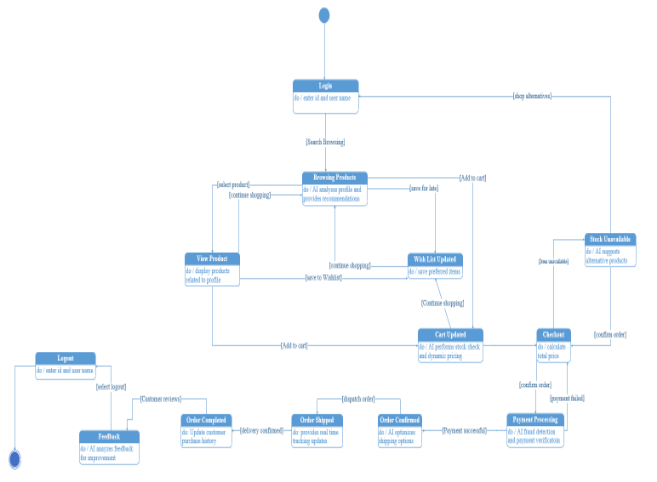 Login
do / enter id and user name
[shop alternatives]
[Search Browsing]
Browsing Products
do / AI analyzes profile and
provides recommendations
[select product]
[continue shopping]
[save for late]
[Add to cart]
View Product
do / display products
related to profile
Wish List Updated
do / save preferred items
[continue shopping]
[save to Wishlist]
Stock Unavailable
do / AI suggests
alternative products
[Item unavailable]
[Continue shopping]
Cart Updated
do / AI performs stock check
and dynamic pricing
Checkout
do / calculate
total price
[confirm order]
[Add to cart]
Logout
do / enter id and user name
[select logout]
[confirm order]
[payment failed]
[Customer reviews]
[dispatch order]
Feedback
do / AI analyzes feedback
for improvement
Order Completed
do: Update customer
purchase history
[delivery confirmed]
Order Shipped
do: provides real time
tracking updates
Order Confirmed
do / AI optimizes
shipping options
[Payment successful]
Payment Processing
do / AI fraud detection
and payment verification